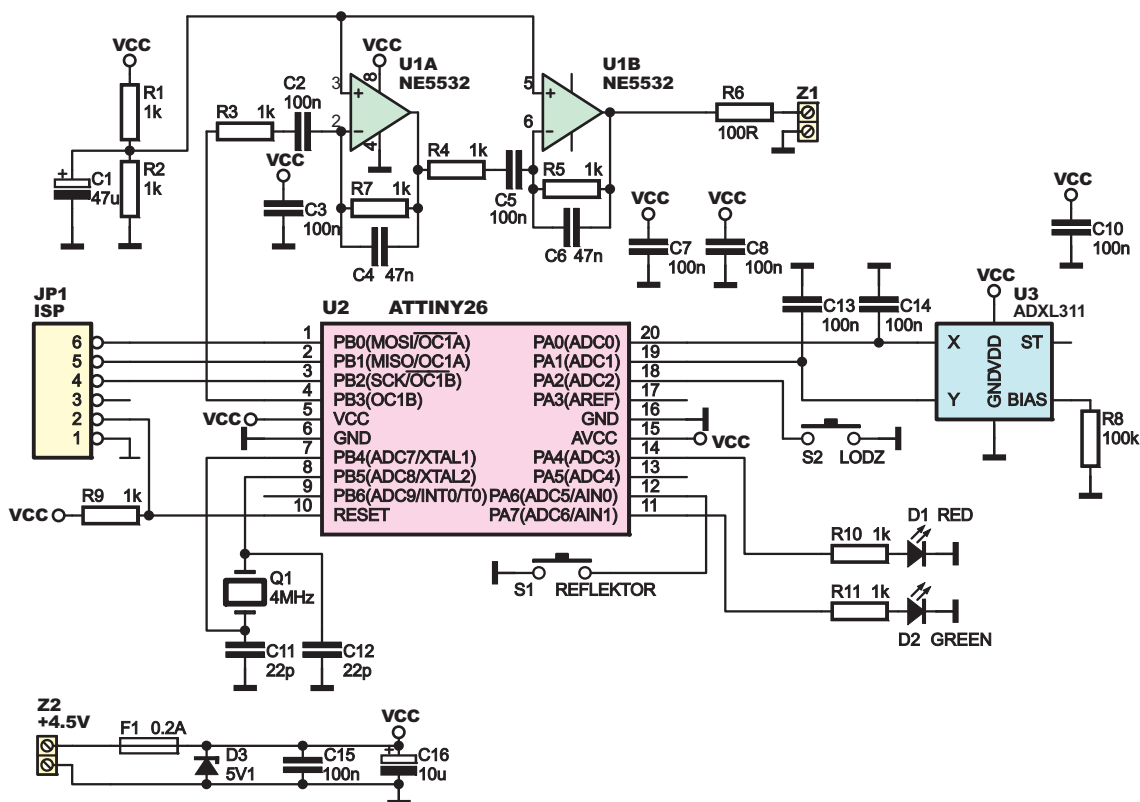 VCC
R1
1k
R2
1k
C1
+
47u
R3 1k
C2
100n
VCC
C3
100n
VCC
U1A
NE5532
3
2
8
4
+
−
R7 1k
C4 47n
R4 1k
C5
100n
U1B
NE5532
5
6
+
−
R5 1k
C6 47n
R6
100R
Z1
VCC
C7
100n
VCC
C8
100n
VCC
C10
100n
JP1
ISP
6
5
4
3
2
1
R9 1k
VCC
VCC
U2 ATTINY26
1 PB0(MOSI/OC1A) PA0(ADC0) 20
2 PB1(MISO/OC1A) PA1(ADC1) 19
3 PB2(SCK/OC1B) PA2(ADC2) 18
4 PB3(OC1B) PA3(AREF) 17
5 VCC GND 16
6 GND AVCC 15
7 PB4(ADC7/XTAL1) PA4(ADC3) 14
8 PB5(ADC8/XTAL2) PA5(ADC4) 13
9 PB6(ADC9/INT0/T0) PA6(ADC5/AIN0) 12
10 RESET PA7(ADC6/AIN1) 11
VCC
C13
100n
C14
100n
VCC
U3
ADXL311
X ST
Y BIAS
GND VDD
R8
100k
S2 LODZ
Q1
4MHz
C11
22p
C12
22p
S1 REFLEKTOR
D1 RED
R10 1k
R11 1k
D2 GREEN
Z2
+4.5V
F1 0.2A
D3
5V1
C15
100n
VCC
+
C16
10u